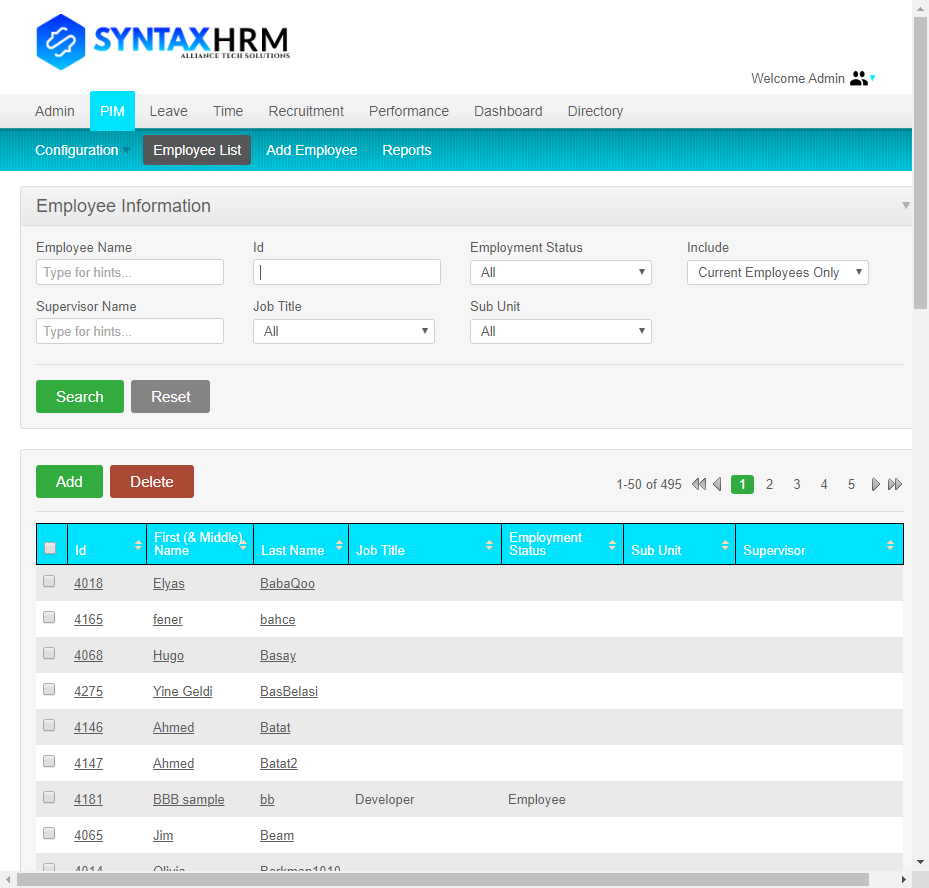 SYNTAXHRM
ALLIANCE TECH SOLUTIONS
Welcome Admin
Admin PIM Leave Time Recruitment Performance Dashboard Directory
Configuration Employee List Add Employee Reports
Employee Information
Employee Name Id Employment Status Include
Type for hints... All Current Employees Only
Supervisor Name Job Title Sub Unit
Type for hints... All All
Search Reset
Add Delete 1-50 of 495 1 2 3 4 5
Id First (& Middle) Name Last Name Job Title Employment Status Sub Unit Supervisor
4018 Elyas BabaQoo
4165 fener bahce
4068 Hugo Basay
4275 Yine Geldi BasBelasi
4146 Ahmed Batat
4147 Ahmed Batat2
4181 BBB sample bb Developer Employee
4065 Jim Beam